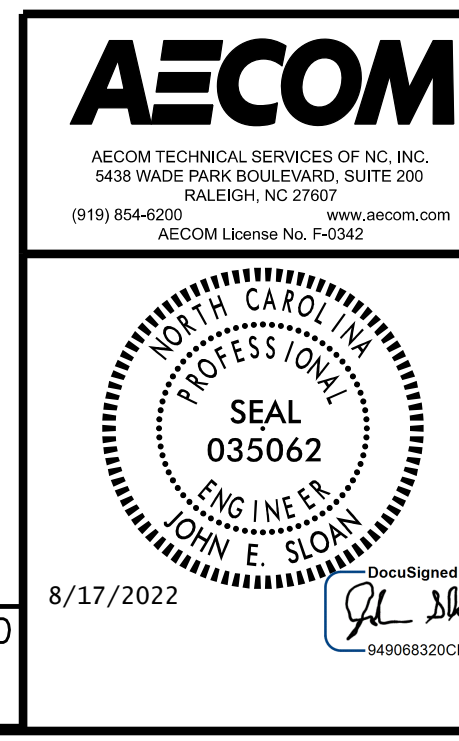 AECOM
AECOM TECHNICAL SERVICES OF NC, INC.
5438 WADE PARK BOULEVARD, SUITE 200
RALEIGH, NC 27607
(919) 854-6200 www.aecom.com
AECOM License No. F-0342
NORTH CAROLINA
PROFESSIONAL
SEAL
035062
ENGINEER
JOHN E. SLOAN
8/17/2022
DocuSigned
949068320C